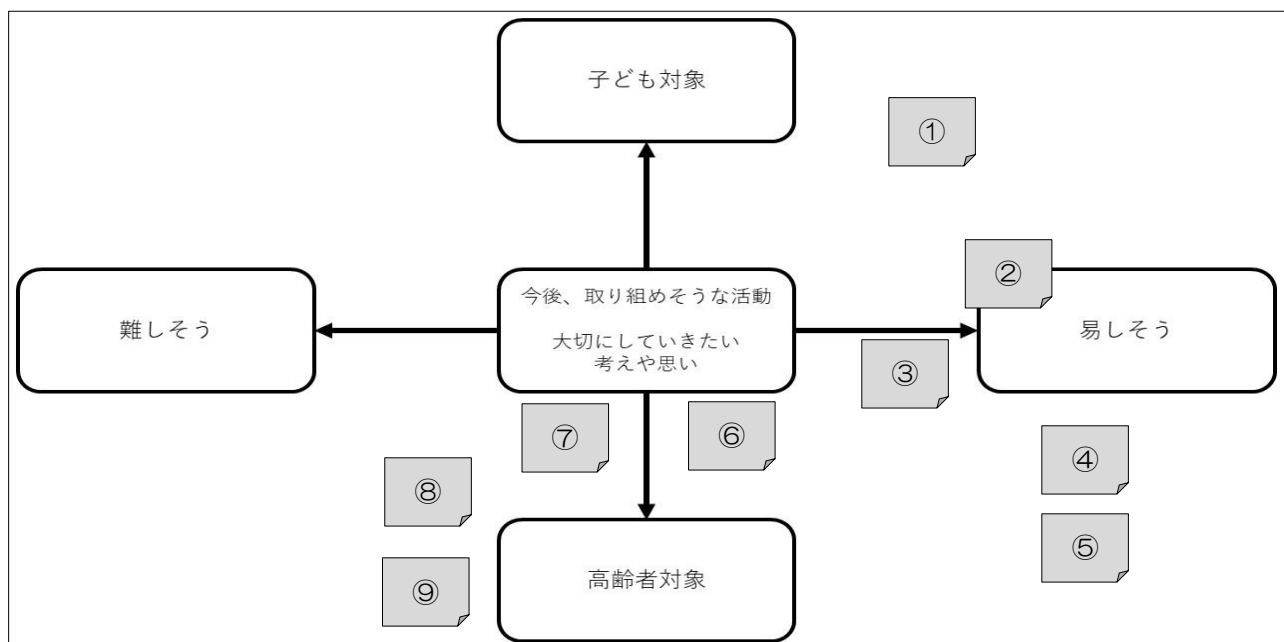 子ども対象
①
②
難しそう
今後、取り組めそうな活動
大切にしていきたい
考えや思い
易しそう
③
⑦
⑥
④
⑧
⑤
高齢者対象
⑨